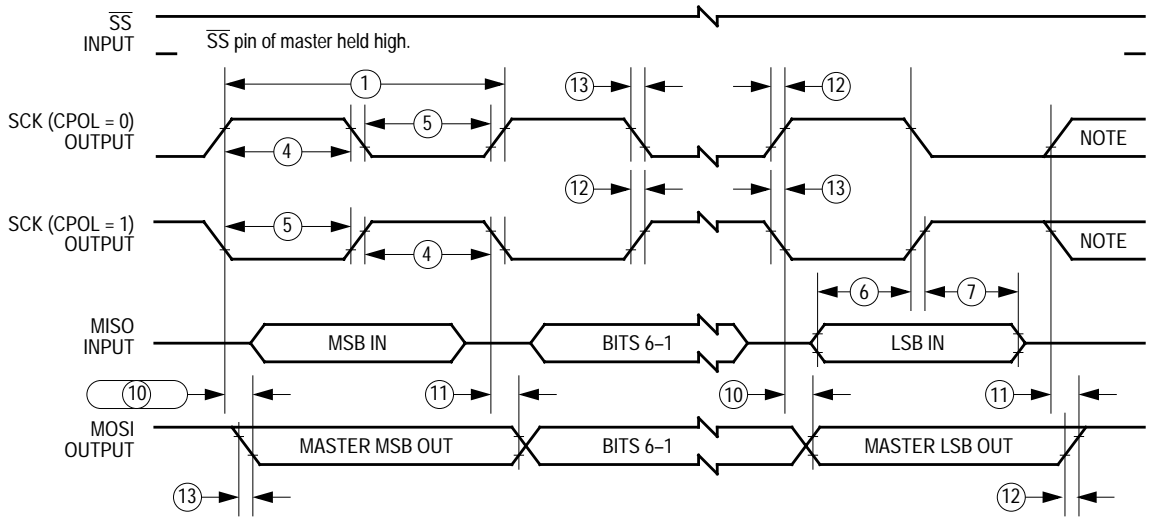 SS
INPUT
SS pin of master held high.
1
13
12
SCK (CPOL = 0)
OUTPUT
5
4
NOTE
12
13
SCK (CPOL = 1)
OUTPUT
5
4
NOTE
6
7
MISO
INPUT
MSB IN
BITS 6–1
LSB IN
10
11
10
11
MOSI
OUTPUT
MASTER MSB OUT
BITS 6–1
MASTER LSB OUT
13
12